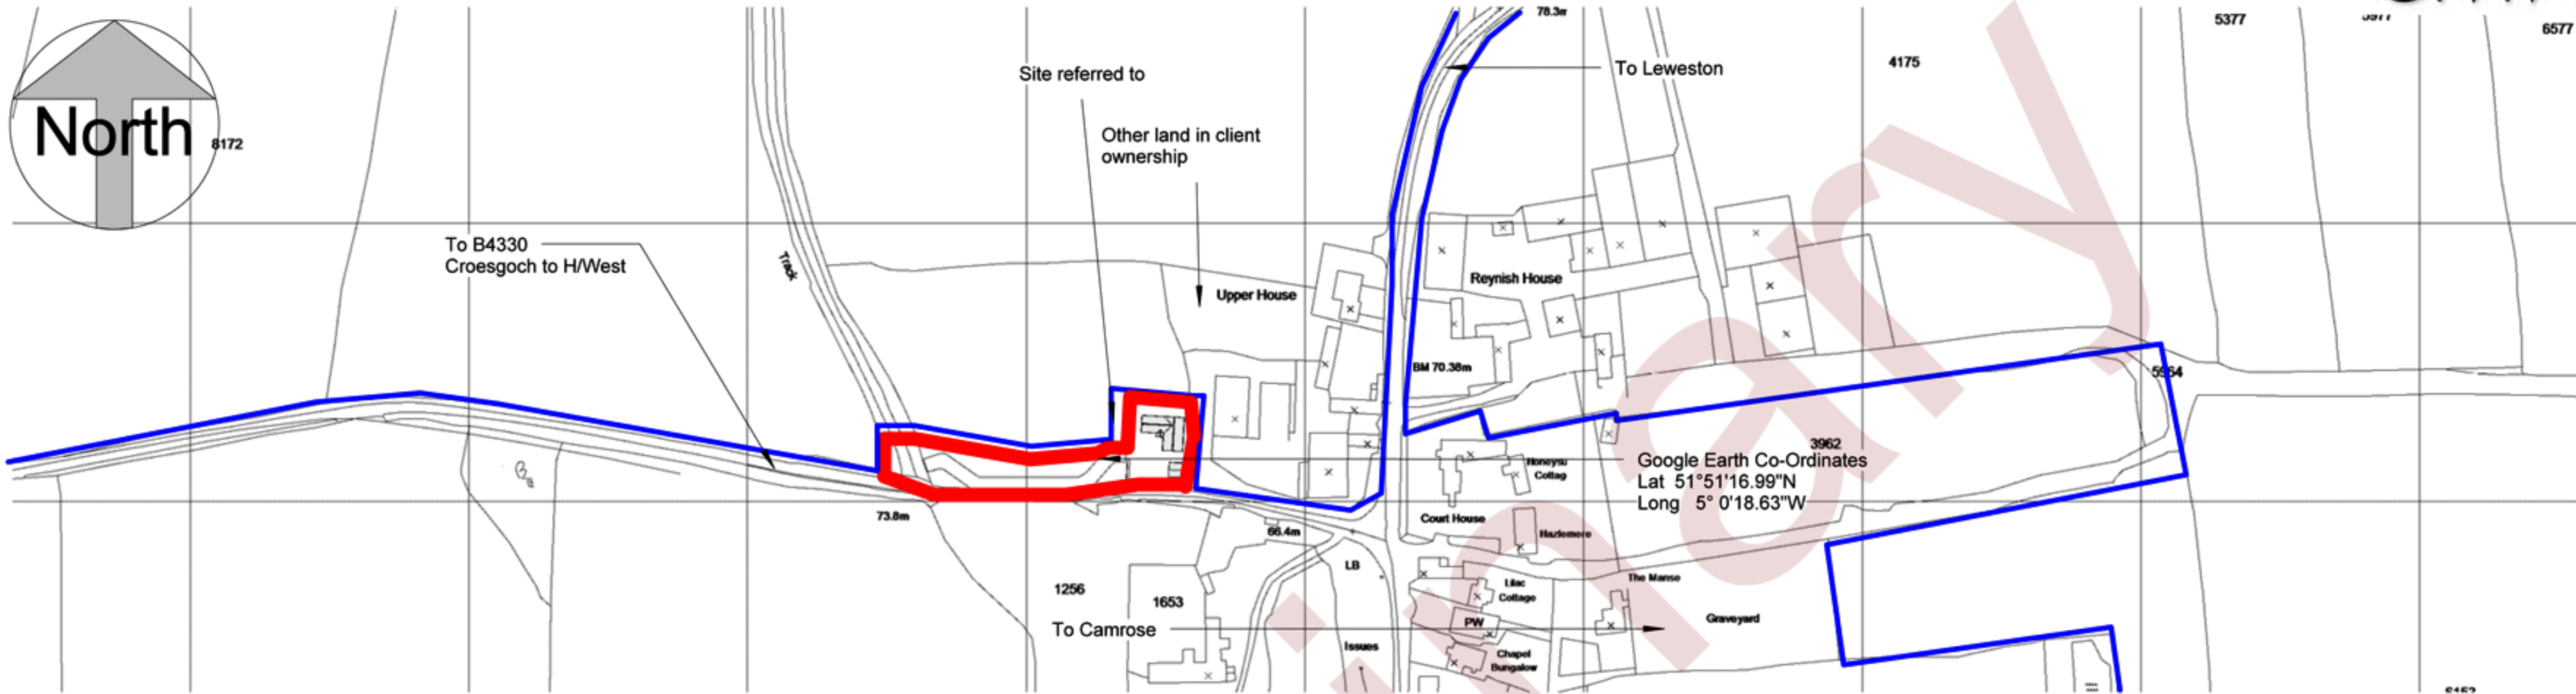 78.3m
5377
5977
6577
North
8172
Site referred to
To Leweston
4175
Other land in client
ownership
To B4330
Croesgoch to H/West
Track
Upper House
Reynish House
BM 70.38m
5964
3962
Google Earth Co-Ordinates
Lat 51°51'16.99"N
Long 5° 0'18.63"W
Honeysu
Cottag
73.8m
Court House
66.4m
Hazlemere
LB
1256
1653
Lilac
Cottage
The Manse
PW
Graveyard
To Camrose
Issues
Chapel
Bungalow
inary